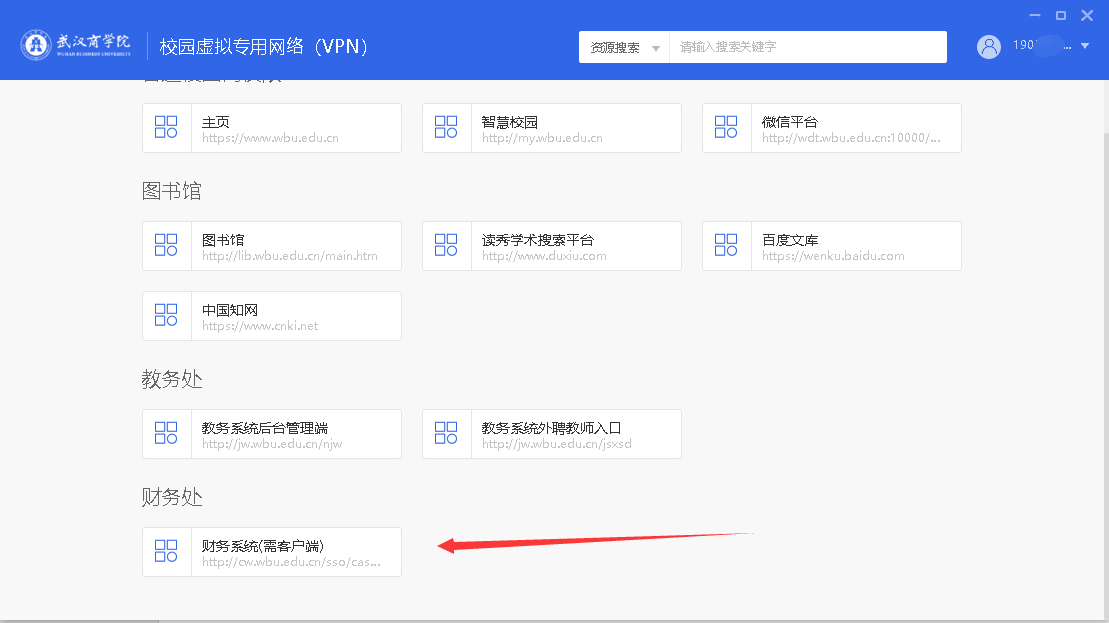 武汉商学院
WUHAN BUSINESS UNIVERSITY
校园虚拟专用网络（VPN）
资源搜索
请输入搜索关键字
190
...
主页
https://www.wbu.edu.cn
智慧校园
http://my.wbu.edu.cn
微信平台
http://wdt.wbu.edu.cn:10000/...
图书馆
图书馆
http://lib.wbu.edu.cn/main.htm
读秀学术搜索平台
http://www.duxiu.com
百度文库
https://wenku.baidu.com
中国知网
https://www.cnki.net
教务处
教务系统后台管理端
http://jw.wbu.edu.cn/njw
教务系统外聘教师入口
http://jw.wbu.edu.cn/jsxsd
财务处
财务系统(需客户端)
http://cw.wbu.edu.cn/sso/cas...